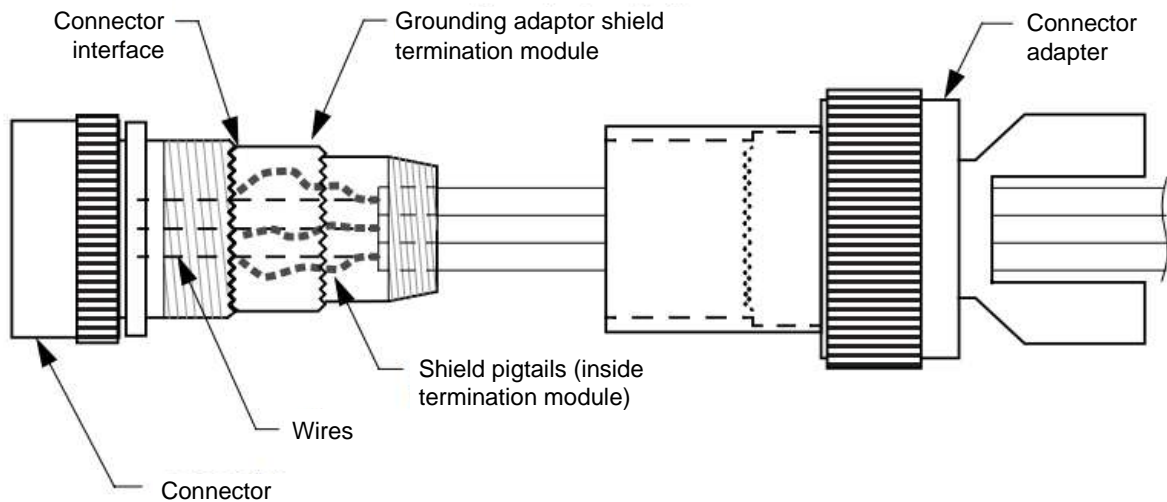 Connector
interface
Grounding adaptor shield
termination module
Connector
adapter
Shield pigtails (inside
termination module)
Wires
Connector